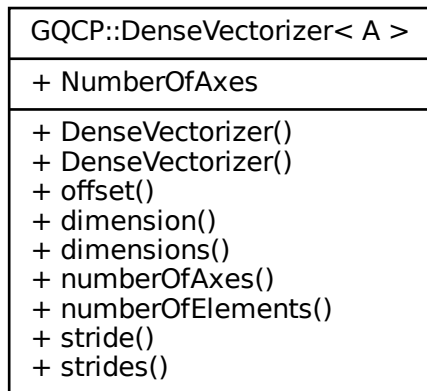 GQCP::DenseVectorizer< A >
+ NumberOfAxes
+ DenseVectorizer()
+ DenseVectorizer()
+ offset()
+ dimension()
+ dimensions()
+ numberOfAxes()
+ numberOfElements()
+ stride()
+ strides()